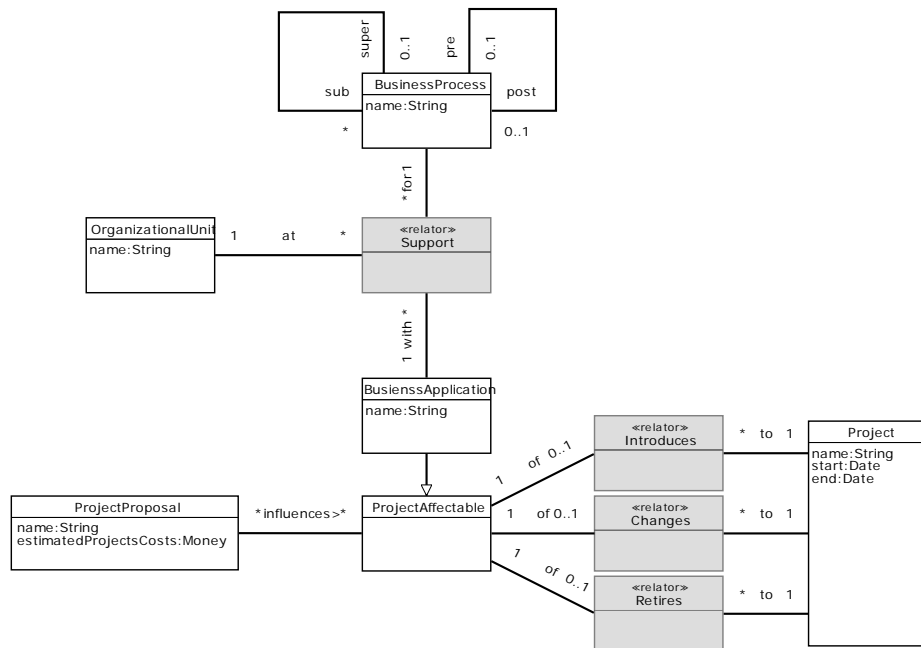 super
0..1
pre
0..1
sub
BusinessProcess
post
name:String
*
0..1
* for 1
OrganizationalUnit
name:String
1 at *
«relator»
Support
1 with *
BusienssApplication
name:String
ProjectProposal
name:String
estimatedProjectsCosts:Money
*influences>*
ProjectAffectable
1 of 0..1
«relator»
Introduces
* to 1
1 of 0..1
«relator»
Changes
* to 1
1 of 0..1
«relator»
Retires
* to 1
Project
name:String
start:Date
end:Date